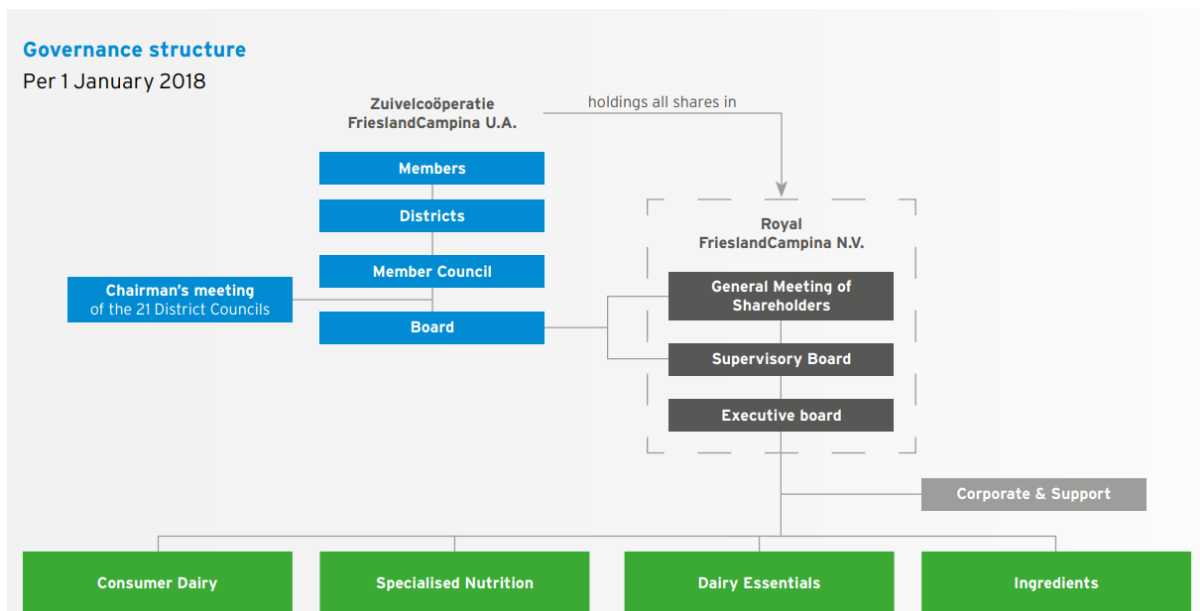 Governance structure
Per 1 January 2018
Zuivelcoöperatie
FrieslandCampina U.A.
holdings all shares in
Members
Districts
Member Council
Chairman's meeting
of the 21 District Councils
Board
Royal
FrieslandCampina N.V.
General Meeting of
Shareholders
Supervisory Board
Executive board
Corporate & Support
Consumer Dairy
Specialised Nutrition
Dairy Essentials
Ingredients